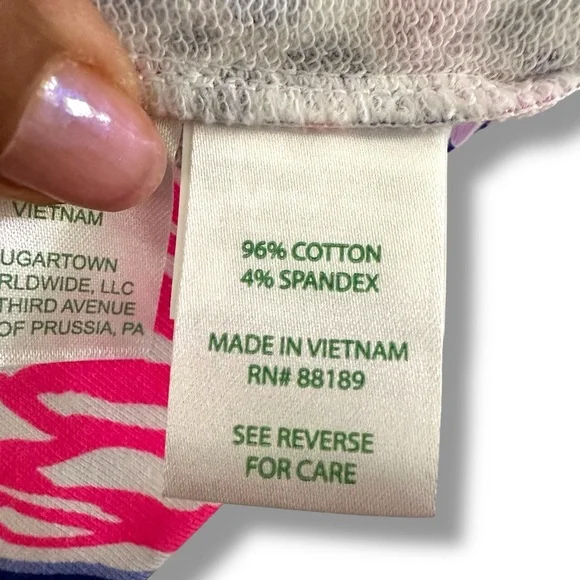 VIETNAM
UGARTOWN
RLDWIDE, LLC
THIRD AVENUE
OF PRUSSIA, PA
96% COTTON
4% SPANDEX
MADE IN VIETNAM
RN# 88189
SEE REVERSE
FOR CARE